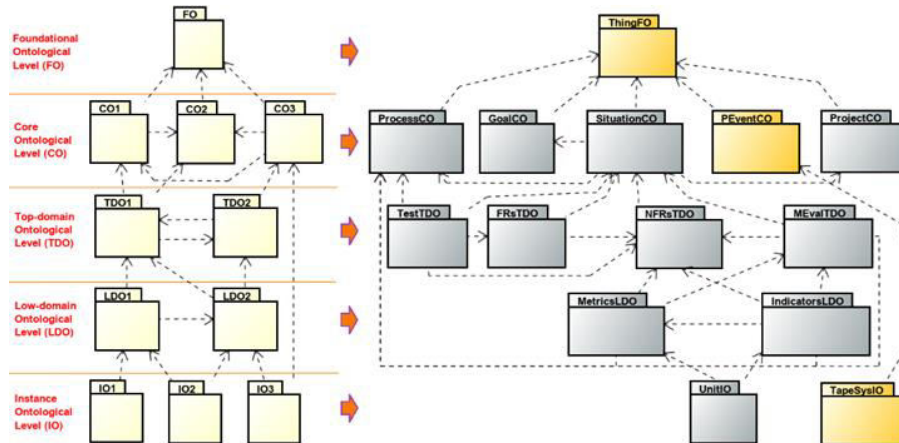 FO
ThingFO
Foundational
Ontological
Level (FO)
CO1
CO2
CO3
ProcessCO
GoalCO
SituationCO
PEventCO
ProjectCO
Core
Ontological
Level (CO)
TDO1
TDO2
TestTDO
FRsTDO
NFRsTDO
MEvalTDO
Top-domain
Ontological
Level (TDO)
LDO1
LDO2
MetricsLDO
IndicatorsLDO
Low-domain
Ontological
Level (LDO)
IO1
IO2
IO3
UnitIO
TapeSysIO
Instance
Ontological
Level (IO)